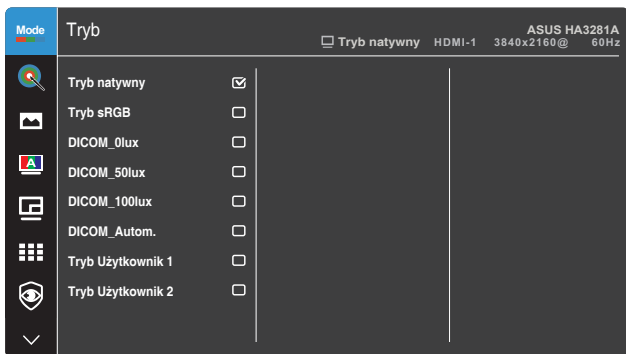 Mode
Tryb
ASUS HA3281A
Tryb natywny HDMI-1 3840x2160@ 60Hz
Tryb natywny
Tryb sRGB
DICOM_0lux
DICOM_50lux
A
DICOM_100lux
DICOM_Autom.
Tryb Użytkownik 1
Tryb Użytkownik 2